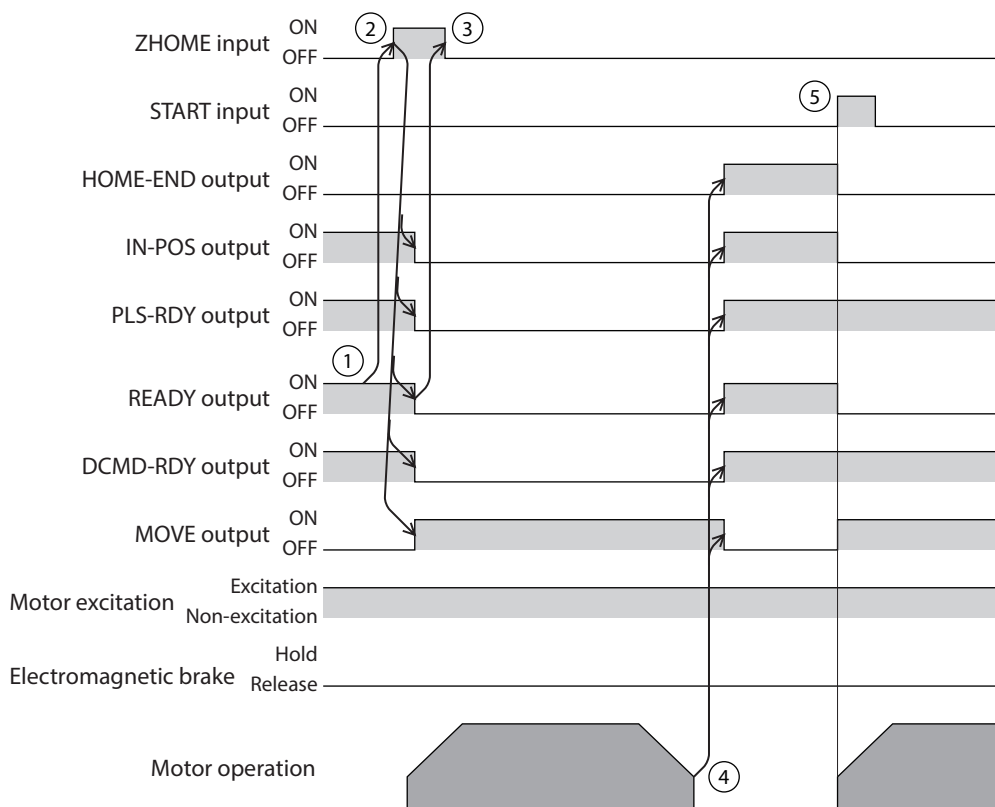 ZHOME input ON OFF ② ③
START input ON OFF ⑤
HOME-END output ON OFF
IN-POS output ON OFF
PLS-RDY output ON OFF
①
READY output ON OFF
DCMD-RDY output ON OFF
MOVE output ON OFF
Motor excitation Excitation Non-excitation
Electromagnetic brake Hold Release
Motor operation ④